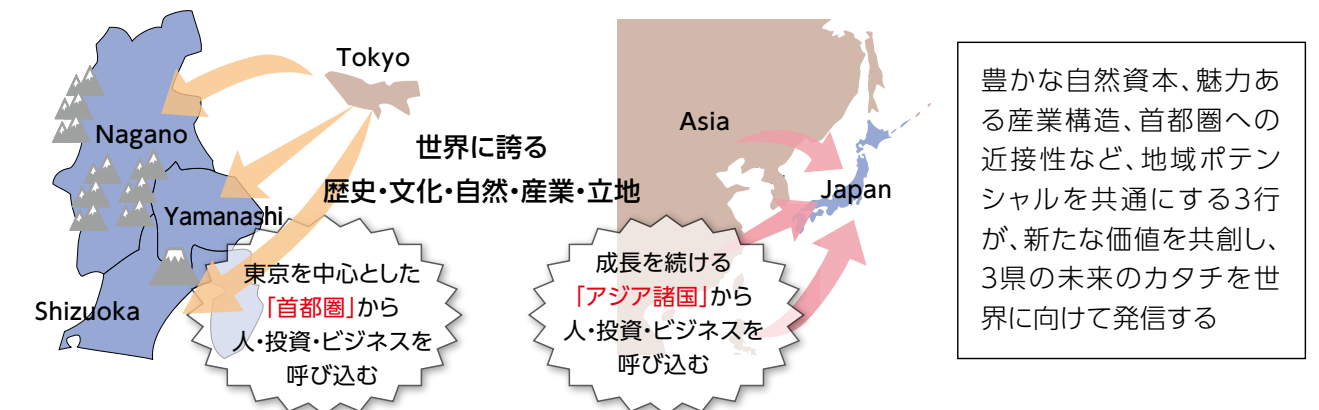 Tokyo
Nagano
Yamanashi
Shizuoka
世界に誇る
歴史・文化・自然・産業・立地
東京を中心とした
「首都圏」から
人・投資・ビジネスを
呼び込む
Asia
Japan
成長を続ける
「アジア諸国」から
人・投資・ビジネスを
呼び込む
豊かな自然資本、魅力あ
る産業構造、首都圏への
近接性など、地域ポテン
シャルを共通にする3行
が、新たな価値を共創し、
3県の未来のカタチを世
界に向けて発信する